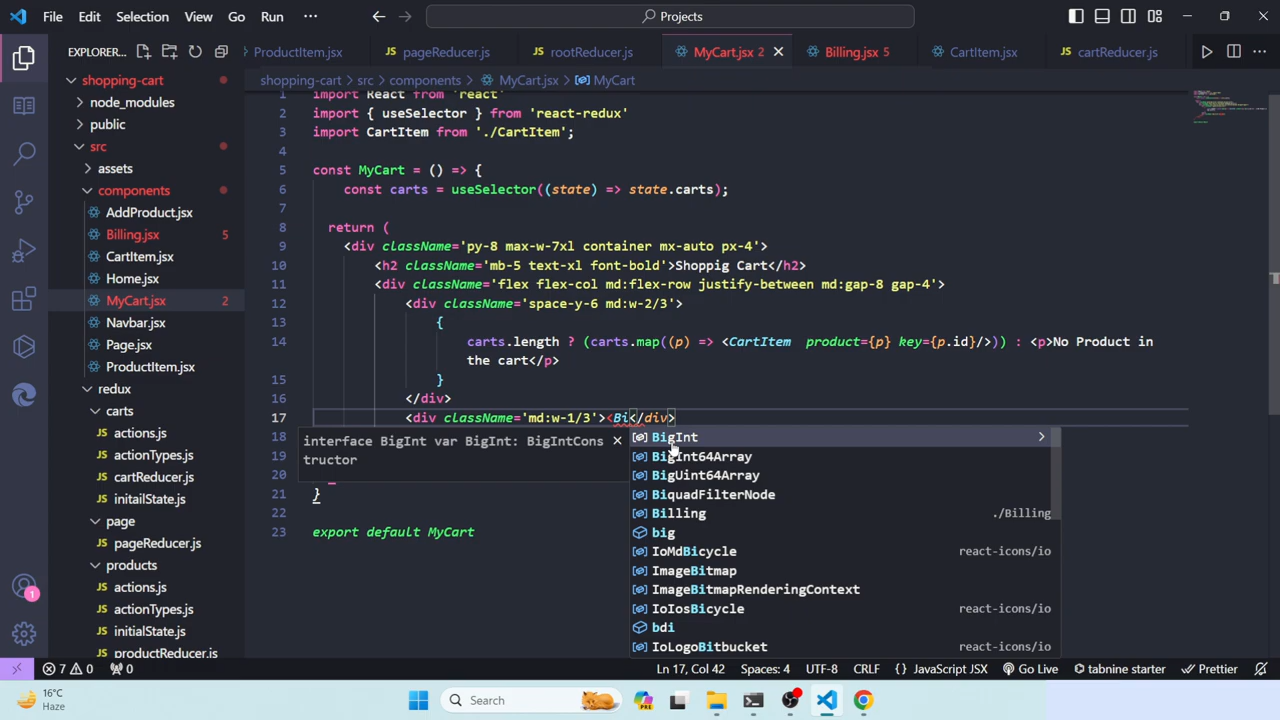 File Edit Selection View Go Run ··· Projects
EXPLORER... ProductItem.jsx pageReducer.js rootReducer.js MyCart.jsx 2 Billing.jsx 5 CartItem.jsx cartReducer.js
shopping-cart
shopping-cart > src > components > MyCart.jsx > MyCart
node_modules
public
src
assets
components
AddProduct.jsx
Billing.jsx 5
CartItem.jsx
Home.jsx
MyCart.jsx 2
Navbar.jsx
Page.jsx
ProductItem.jsx
redux
carts
actions.js
actionTypes.js
cartReducer.js
initailState.js
page
pageReducer.js
products
actions.js
actionTypes.js
initialState.js
productReducer.js
1 import React from 'react'
2 import { useSelector } from 'react-redux'
3 import CartItem from './CartItem';
4
5 const MyCart = () => {
6 const carts = useSelector((state) => state.carts);
7
8 return (
9 <div className='py-8 max-w-7xl container mx-auto px-4'>
10 <h2 className='mb-5 text-xl font-bold'>Shoppig Cart</h2>
11 <div className='flex flex-col md:flex-row justify-between md:gap-8 gap-4'>
12 <div className='space-y-6 md:w-2/3'>
13 {
14 carts.length ? (carts.map((p) => <CartItem product={p} key={p.id}/>)) : <p>No Product in
the cart</p>
15 }
16 </div>
17 <div className='md:w-1/3'><Bi</div>
18
19
20
21 }
22
23 export default MyCart
interface BigInt var BigInt: BigIntCons
tructor
BigInt
BigInt64Array
BigUint64Array
BiquadFilterNode
Billing ./Billing
big
IoMdBicycle react-icons/io
ImageBitmap
ImageBitmapRenderingContext
IoIosBicycle react-icons/io
bdi
IoLogoBitbucket react-icons/io
1
7 0 0 Ln 17, Col 42 Spaces: 4 UTF-8 CRLF {} JavaScript JSX Go Live tabnine starter Prettier
16°C
Haze
Search
PRE